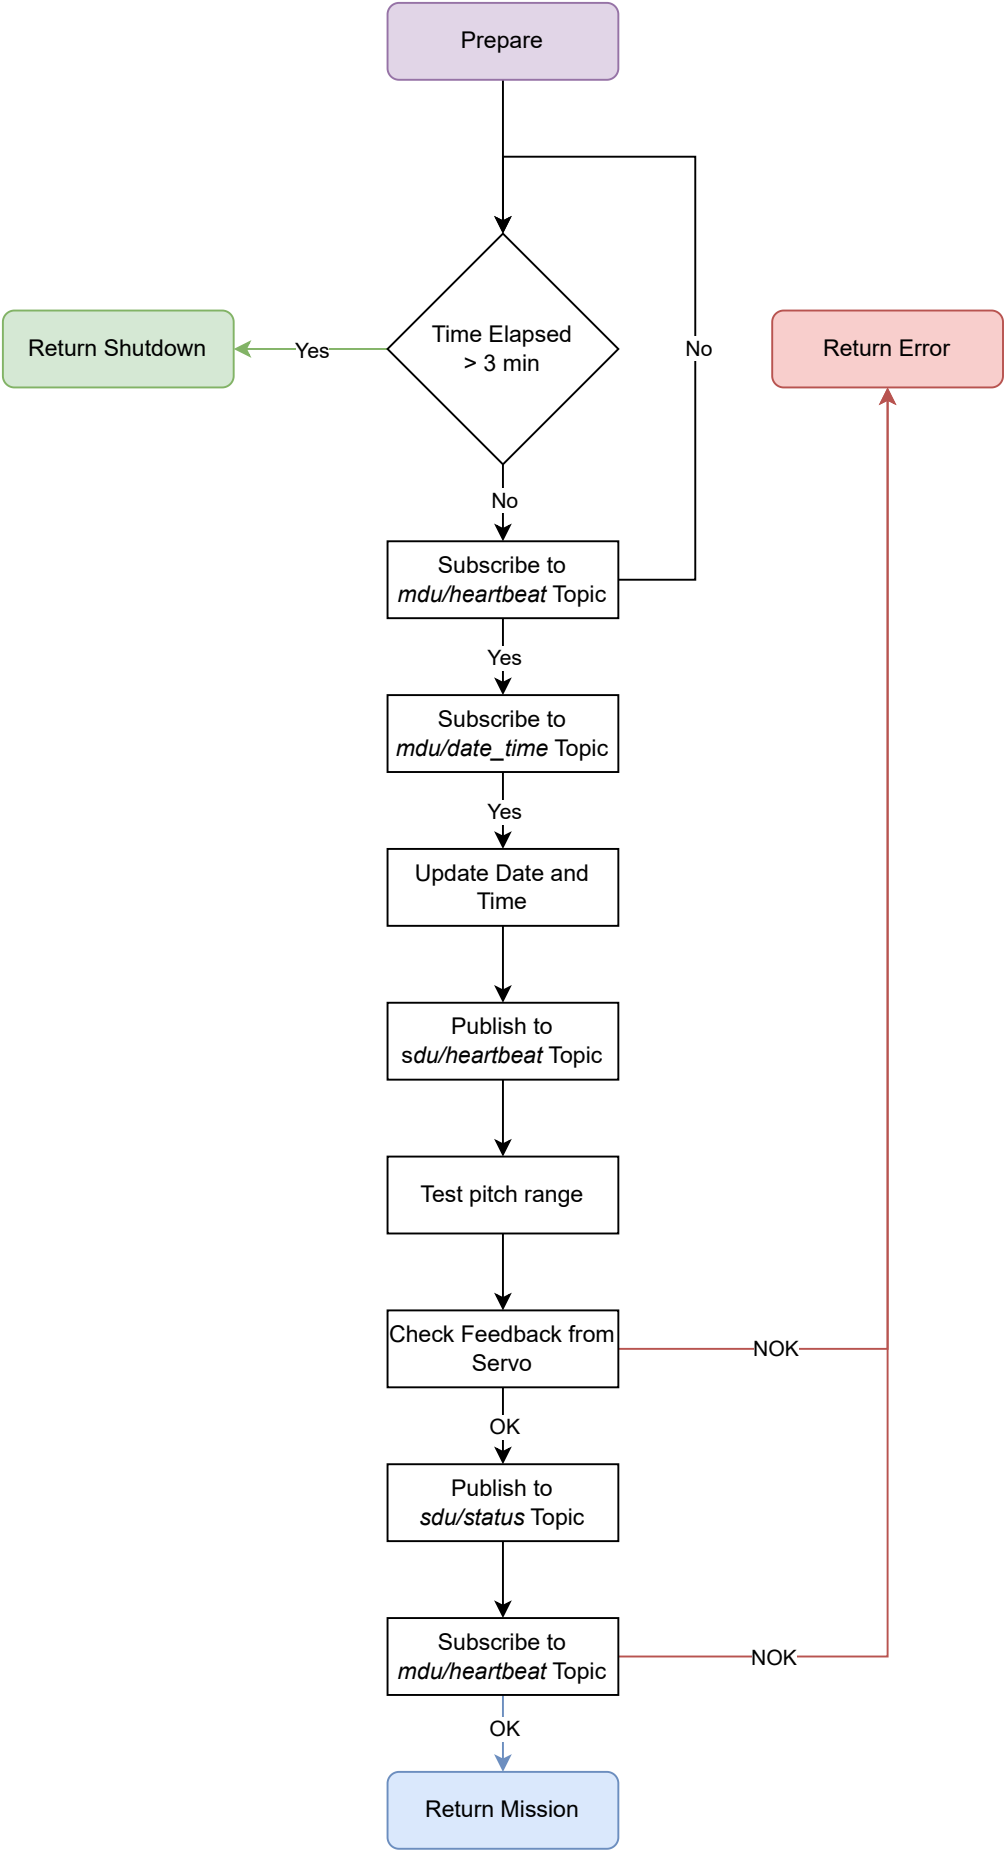 Prepare
Time Elapsed
> 3 min
Yes
Return Shutdown
No
Return Error
No
Subscribe to
mdu/heartbeat Topic
Yes
Subscribe to
mdu/date_time Topic
Yes
Update Date and
Time
Publish to
sdu/heartbeat Topic
Test pitch range
Check Feedback from
Servo
NOK
OK
Publish to
sdu/status Topic
Subscribe to
mdu/heartbeat Topic
NOK
OK
Return Mission